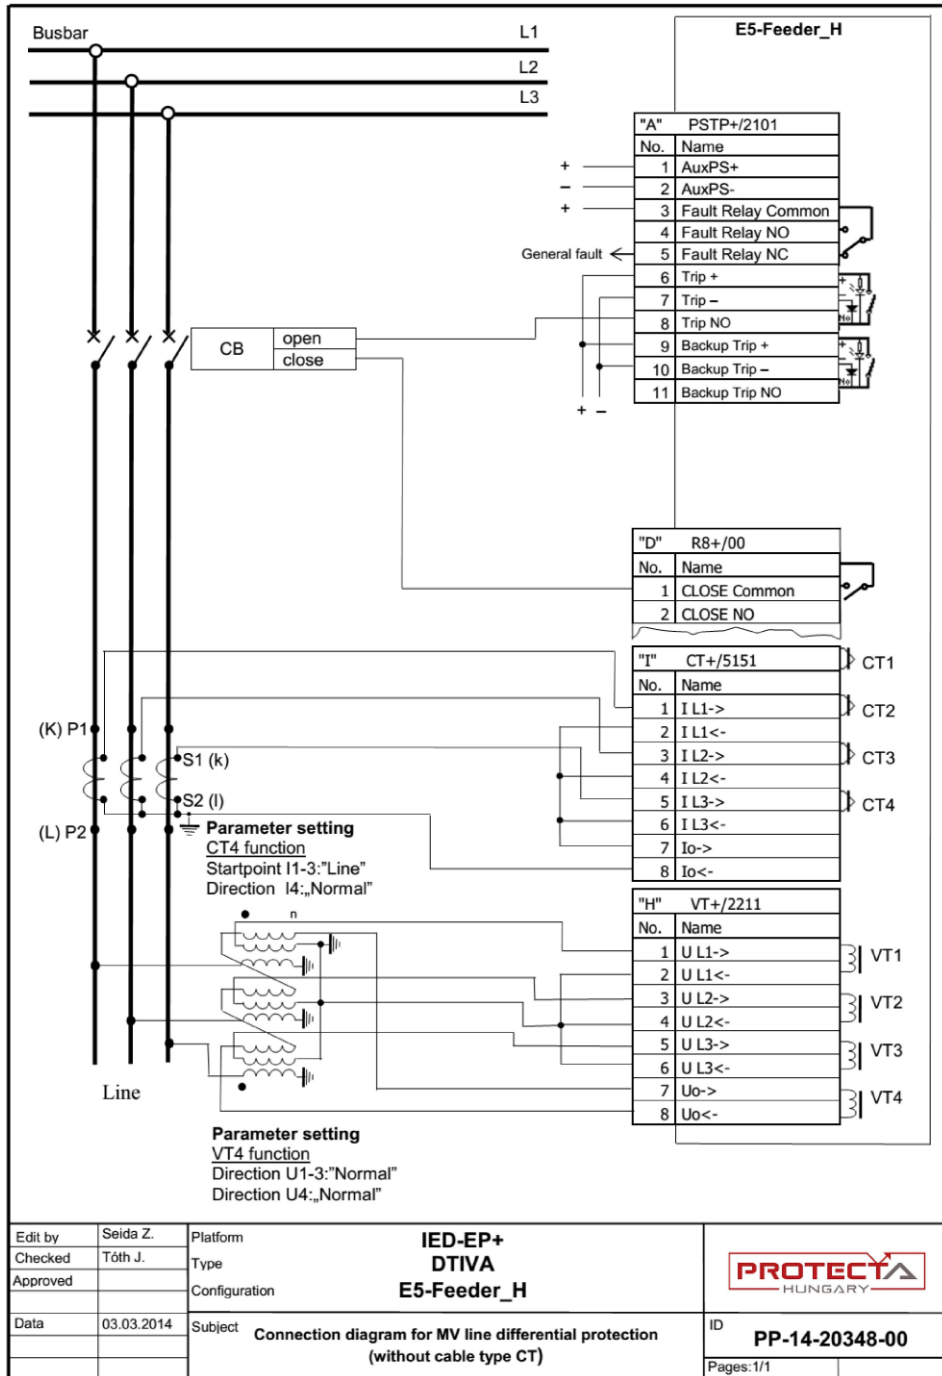 Busbar
L1
L2
L3
E5-Feeder_H
"A" PSTP+/2101
No. Name
1 AuxPS+
2 AuxPS-
3 Fault Relay Common
4 Fault Relay NO
5 Fault Relay NC
6 Trip +
7 Trip –
8 Trip NO
9 Backup Trip +
10 Backup Trip –
11 Backup Trip NO
+
–
+
General fault
+ –
+
-
No
+
-
No
CB open
close
"D" R8+/00
No. Name
1 CLOSE Common
2 CLOSE NO
"I" CT+/5151
No. Name
1 I L1->
2 I L1<-
3 I L2->
4 I L2<-
5 I L3->
6 I L3<-
7 Io->
8 Io<-
CT1
CT2
CT3
CT4
(K) P1
S1 (k)
S2 (l)
(L) P2
Parameter setting
CT4 function
Startpoint I1-3:"Line"
Direction I4:„Normal"
n
"H" VT+/2211
No. Name
1 U L1->
2 U L1<-
3 U L2->
4 U L2<-
5 U L3->
6 U L3<-
7 Uo->
8 Uo<-
VT1
VT2
VT3
VT4
Line
Parameter setting
VT4 function
Direction U1-3:"Normal"
Direction U4:„Normal"
Edit by Seida Z.
Checked Tóth J.
Approved
Data 03.03.2014
Platform IED-EP+
Type DTIVA
Configuration E5-Feeder_H
Subject Connection diagram for MV line differential protection
(without cable type CT)
PROTECTA
HUNGARY
ID
PP-14-20348-00
Pages:1/1